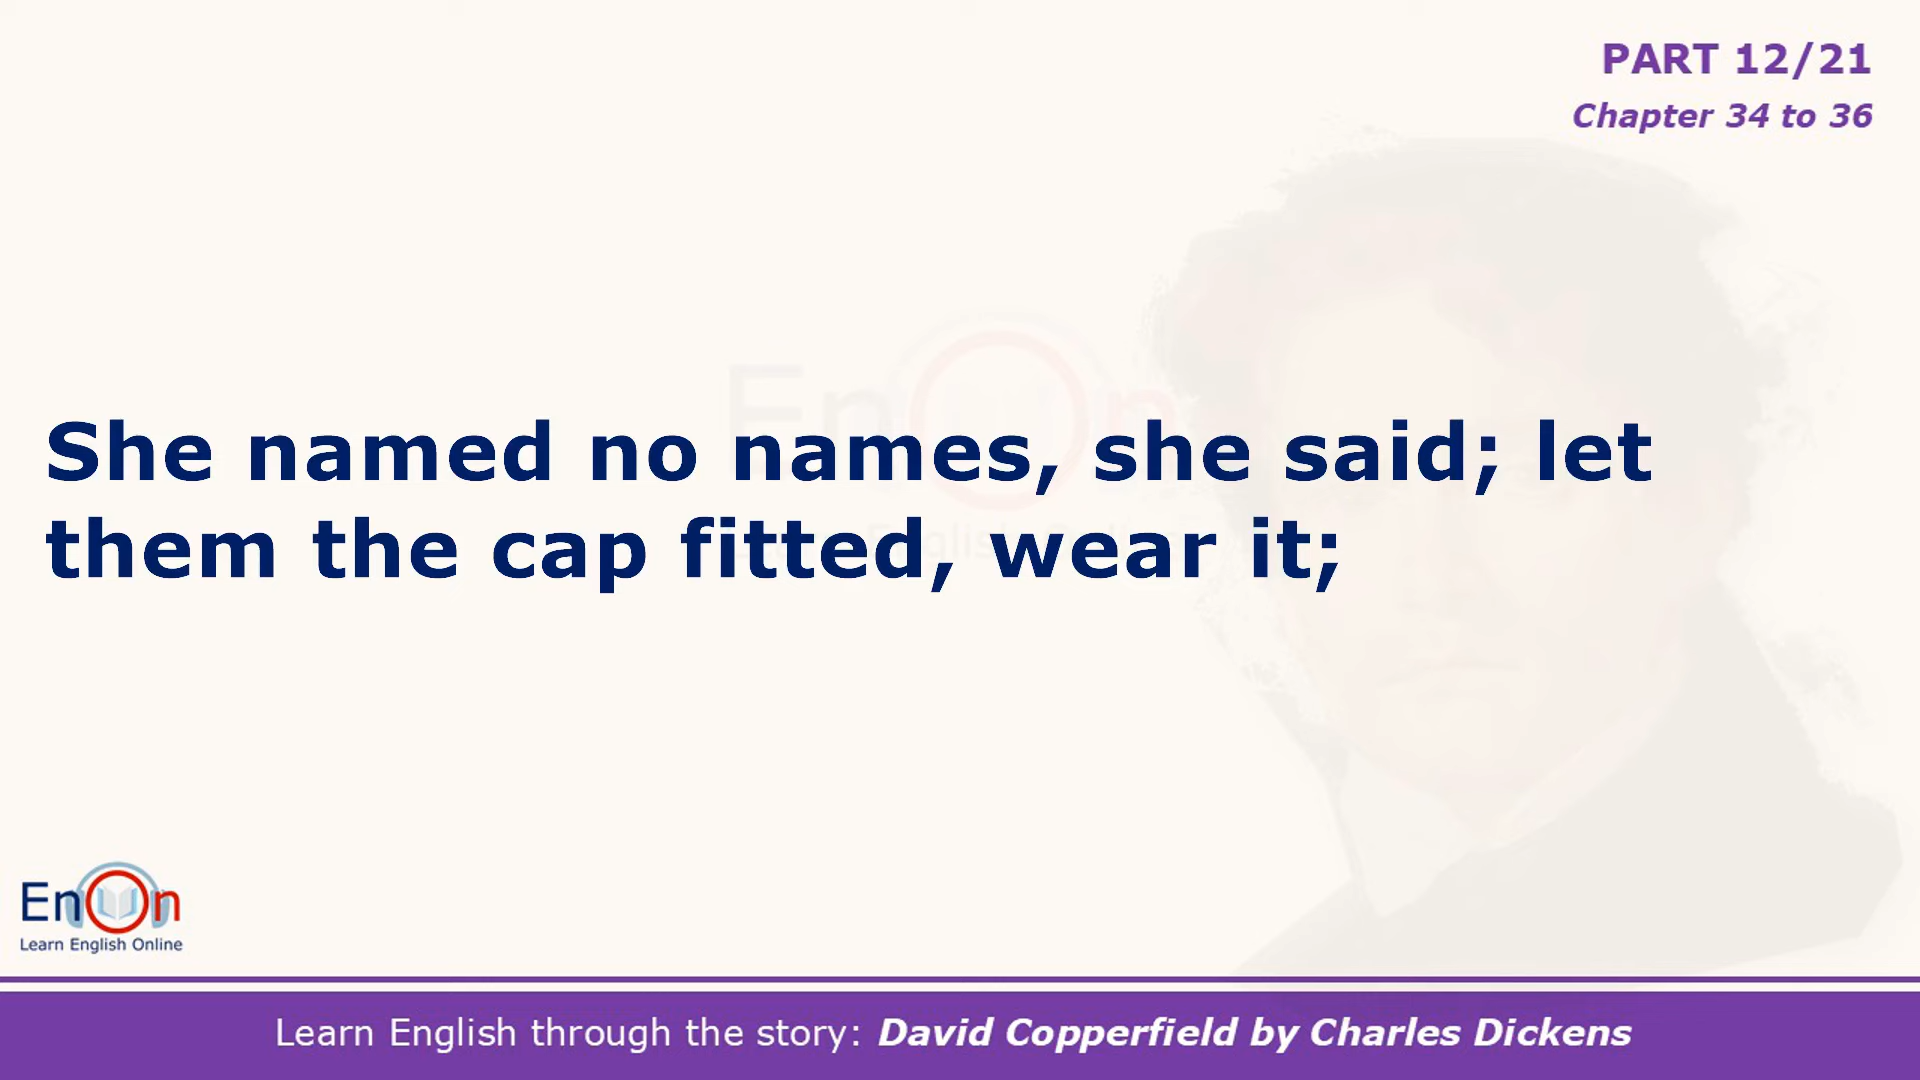 PART 12/21
Chapter 34 to 36
She named no names, she said; let
them the cap fitted, wear it;
EnOn
Learn English Online
Learn English through the story: David Copperfield by Charles Dickens